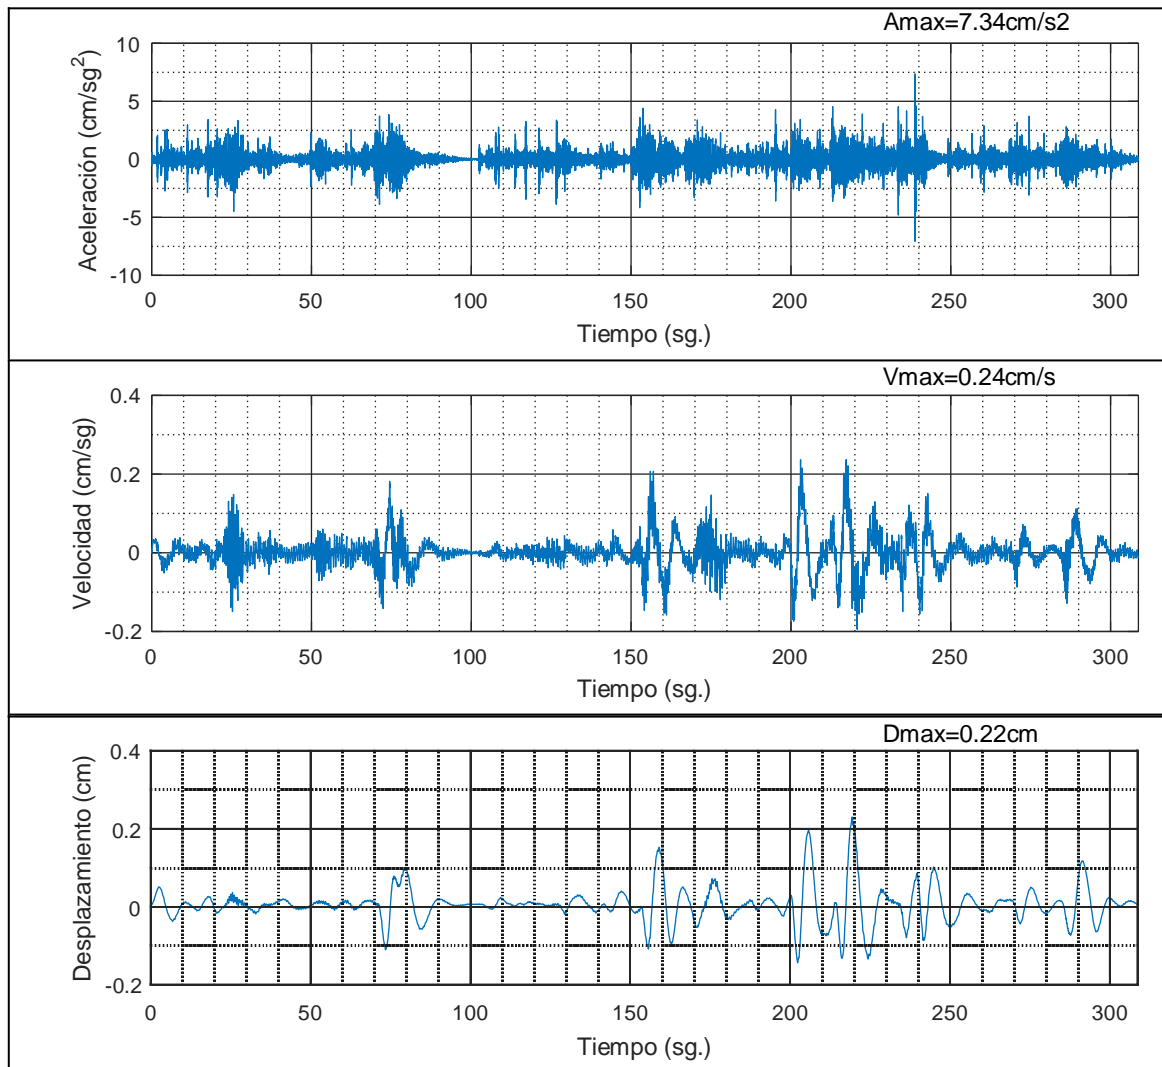 Amax=7.34cm/s2
Aceleración (cm/sg²)
10
5
0
-5
-10
0 50 100 150 200 250 300
Tiempo (sg.)
Vmax=0.24cm/s
Velocidad (cm/sg)
0.4
0.2
0
-0.2
0 50 100 150 200 250 300
Tiempo (sg.)
Dmax=0.22cm
Desplazamiento (cm)
0.4
0.2
0
-0.2
0 50 100 150 200 250 300
Tiempo (sg.)